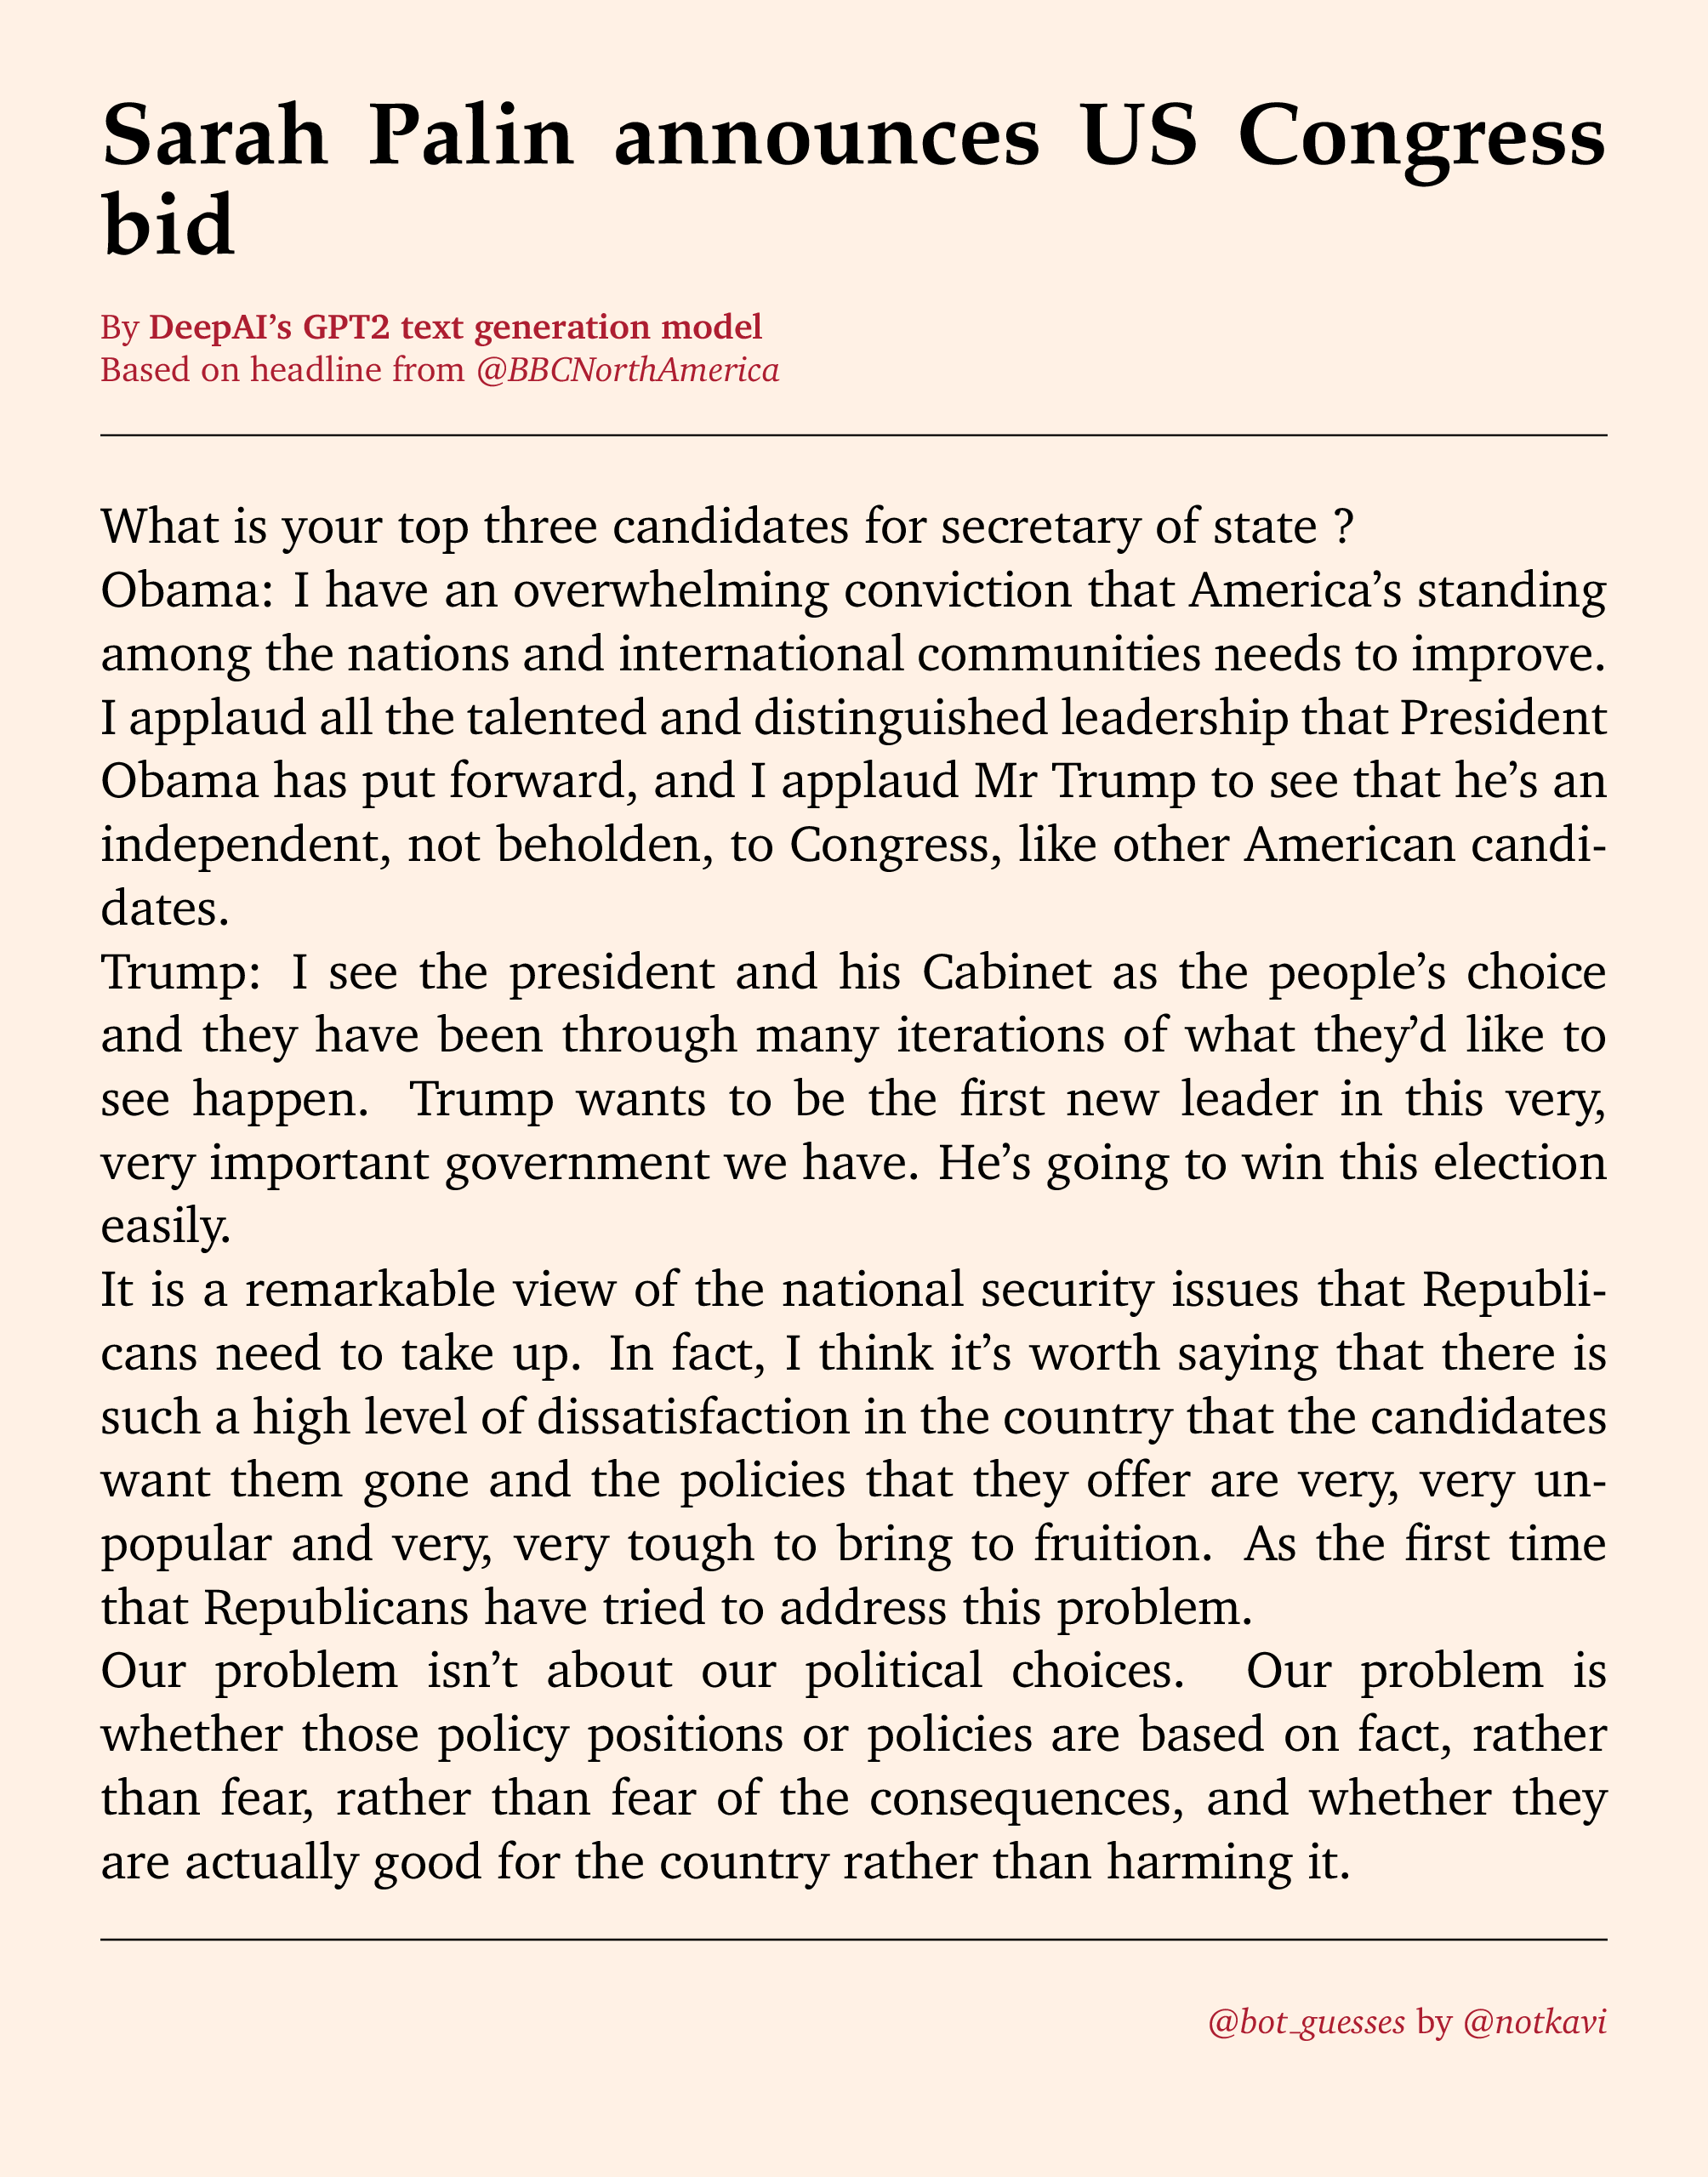 Sarah Palin announces US Congress
bid
By DeepAI’s GPT2 text generation model
Based on headline from @BBCNorthAmerica
What is your top three candidates for secretary of state ?
Obama: I have an overwhelming conviction that America’s standing
among the nations and international communities needs to improve.
I applaud all the talented and distinguished leadership that President
Obama has put forward, and I applaud Mr Trump to see that he’s an
independent, not beholden, to Congress, like other American candi-
dates.
Trump: I see the president and his Cabinet as the people’s choice
and they have been through many iterations of what they’d like to
see happen. Trump wants to be the first new leader in this very,
very important government we have. He’s going to win this election
easily.
It is a remarkable view of the national security issues that Republi-
cans need to take up. In fact, I think it’s worth saying that there is
such a high level of dissatisfaction in the country that the candidates
want them gone and the policies that they offer are very, very un-
popular and very, very tough to bring to fruition. As the first time
that Republicans have tried to address this problem.
Our problem isn’t about our political choices. Our problem is
whether those policy positions or policies are based on fact, rather
than fear, rather than fear of the consequences, and whether they
are actually good for the country rather than harming it.
@bot_guesses by @notkavi